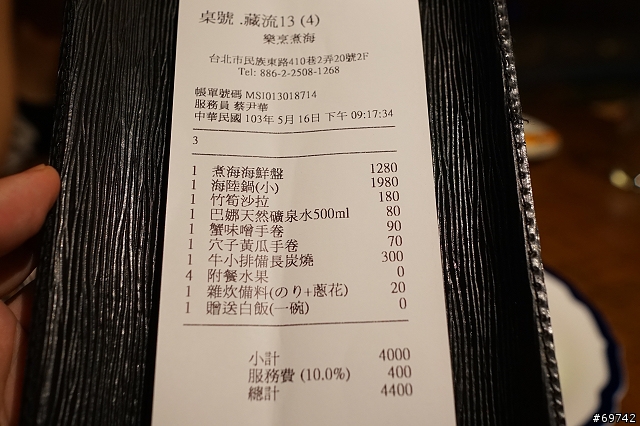 桌號 .藏流13 (4)
樂烹煮海
台北市民族東路410巷2弄20號2F
Tel: 886-2-2508-1268
帳單號碼 MSI013018714
服務員 蔡尹華
中華民國 103年 5月 16日 下午 09:17:34
3
1 煮海海鮮盤 1280
1 海陸鍋(小) 1980
1 竹筍沙拉 180
1 巴娜天然礦泉水500ml 80
1 蟹味噌手卷 90
1 穴子黃瓜手卷 70
1 牛小排備長炭燒 300
4 附餐水果 0
1 雜炊備料(のり+蔥花) 20
1 贈送白飯(一碗) 0
小計 4000
服務費 (10.0%) 400
總計 4400
#69742